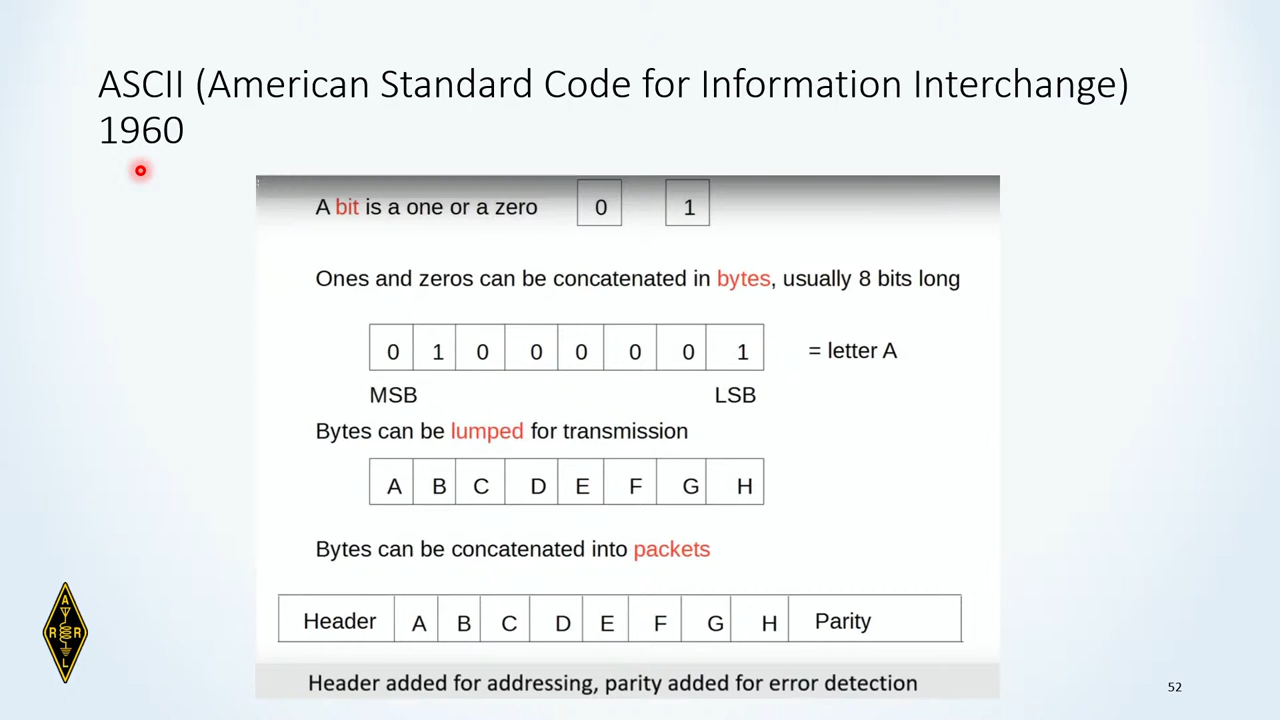 ASCII (American Standard Code for Information Interchange)
1960
A bit is a one or a zero 0 1
Ones and zeros can be concatenated in bytes, usually 8 bits long
0 1 0 0 0 0 0 1 = letter A
MSB LSB
Bytes can be lumped for transmission
A B C D E F G H
Bytes can be concatenated into packets
Header A B C D E F G H Parity
Header added for addressing, parity added for error detection
A
R R
L
52